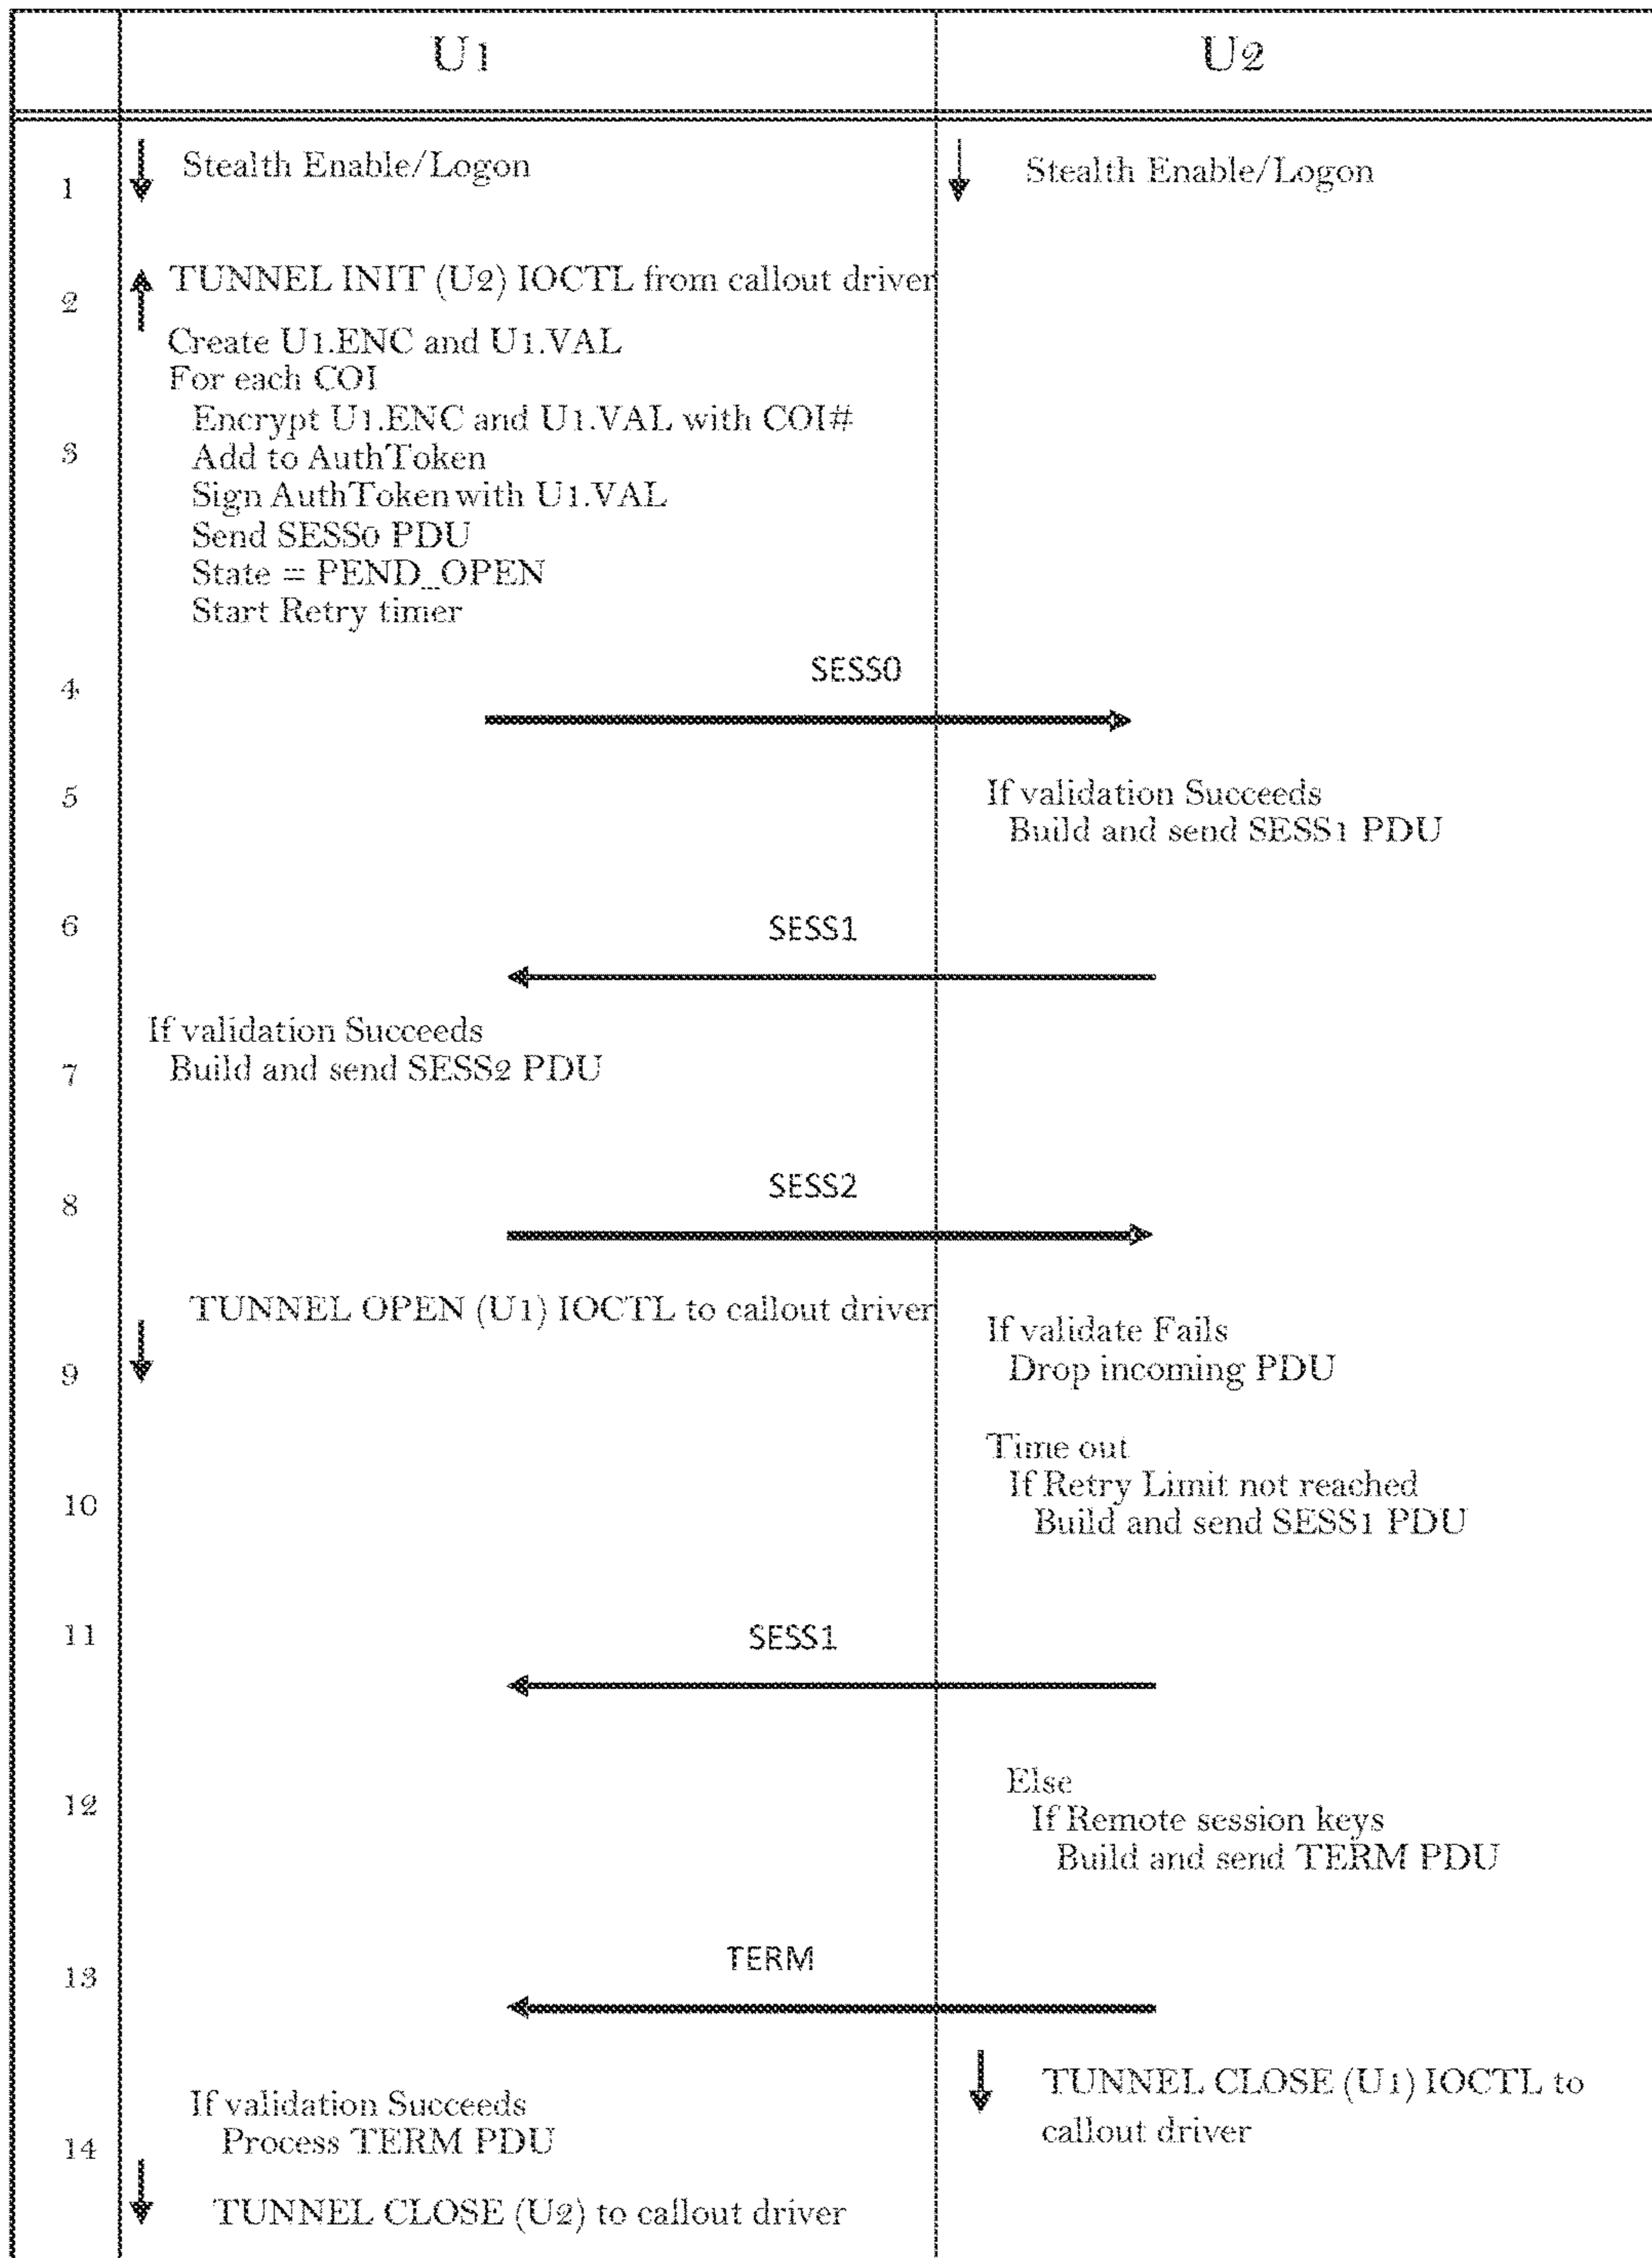 U1
U2
1
Stealth Enable/Logon
Stealth Enable/Logon
2
TUNNEL INIT (U2) IOCTL from callout driver
Create U1.ENC and U1.VAL
For each COI
Encrypt U1.ENC and U1.VAL with COI#
3
Add to AuthToken
Sign AuthToken with U1.VAL
Send SESS0 PDU
State = PEND_OPEN
Start Retry timer
4
SESS0
5
If validation Succeeds
Build and send SESS1 PDU
6
SESS1
If validation Succeeds
7
Build and send SESS2 PDU
8
SESS2
TUNNEL OPEN (U1) IOCTL to callout driver
If validate Fails
9
Drop incoming PDU
Time out
If Retry Limit not reached
10
Build and send SESS1 PDU
11
SESS1
Else
12
If Remote session keys
Build and send TERM PDU
13
TERM
TUNNEL CLOSE (U1) IOCTL to
callout driver
If validation Succeeds
14
Process TERM PDU
TUNNEL CLOSE (U2) to callout driver